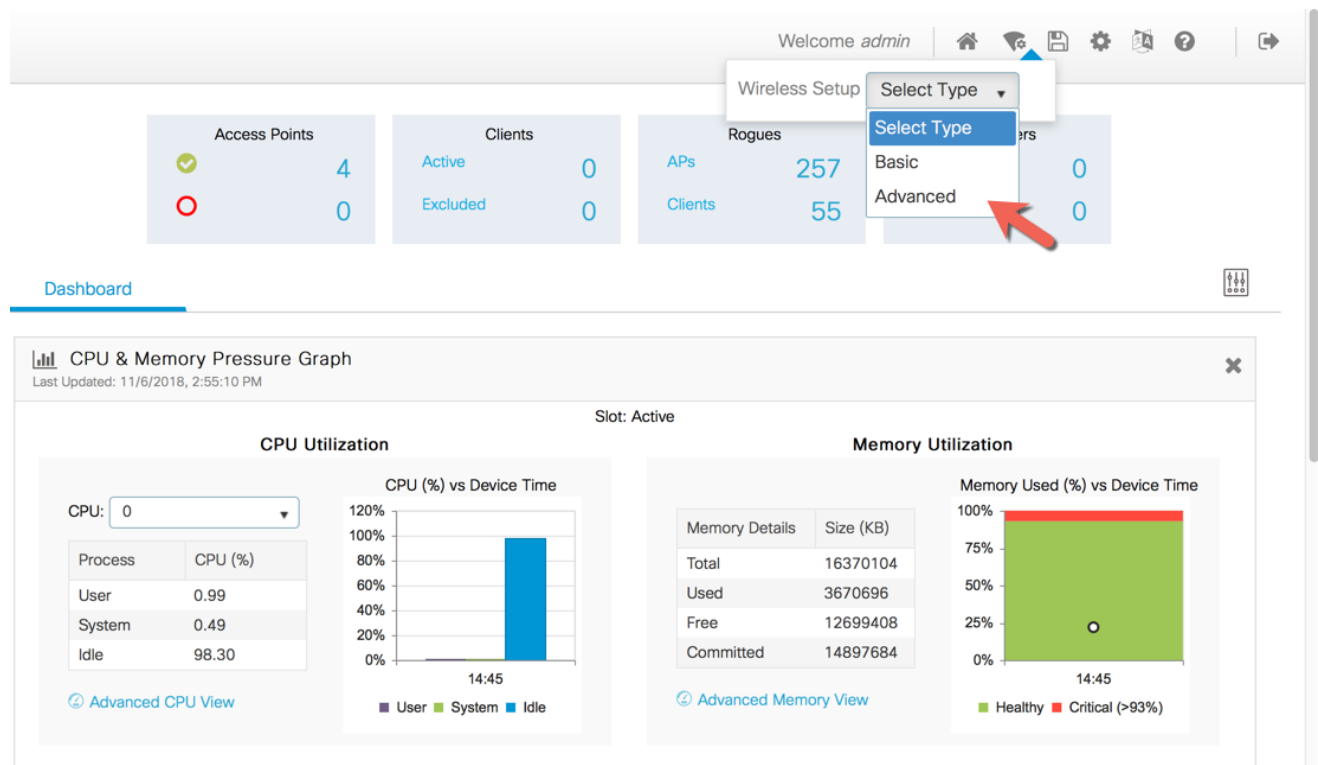 Welcome admin
Wireless Setup Select Type
Select Type
Basic
Advanced
Access Points
4
0
Clients
Active 0
Excluded 0
Rogues
APs 257
Clients 55
0
0
Dashboard
CPU & Memory Pressure Graph
Last Updated: 11/6/2018, 2:55:10 PM
Slot: Active
CPU Utilization
CPU: 0
Process CPU (%)
User 0.99
System 0.49
Idle 98.30
Advanced CPU View
CPU (%) vs Device Time
120%
100%
80%
60%
40%
20%
0%
14:45
User System Idle
Memory Utilization
Memory Details Size (KB)
Total 16370104
Used 3670696
Free 12699408
Committed 14897684
Advanced Memory View
Memory Used (%) vs Device Time
100%
75%
50%
25%
0%
14:45
Healthy Critical (>93%)